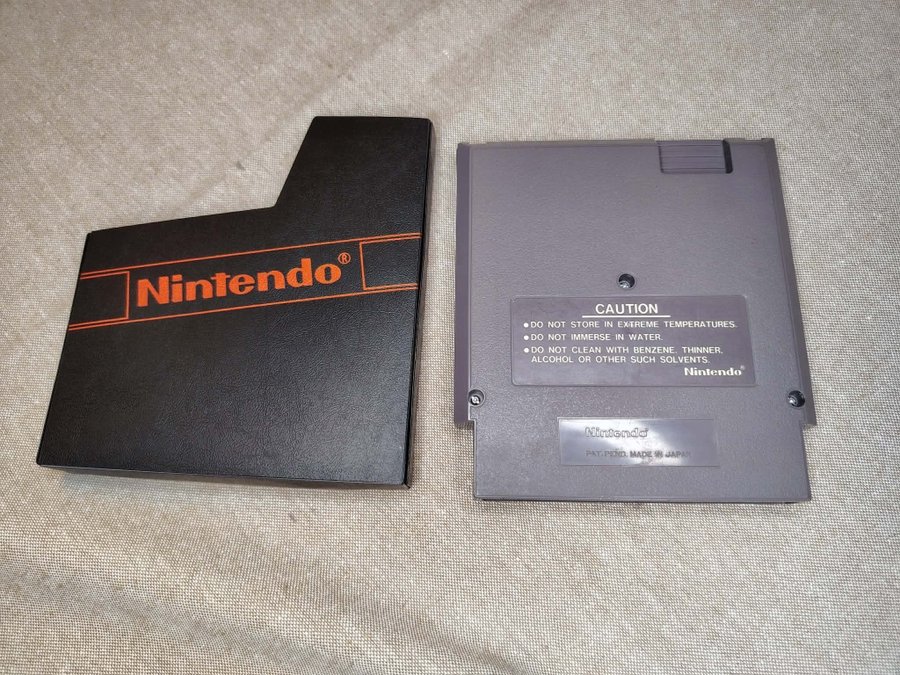 Nintendo®
CAUTION
●DO NOT STORE IN EXTREME TEMPERATURES.
●DO NOT IMMERSE IN WATER.
●DO NOT CLEAN WITH BENZENE, THINNER,
ALCOHOL OR OTHER SUCH SOLVENTS.
Nintendo®
Nintendo®
PAT. PEND. MADE IN JAPAN